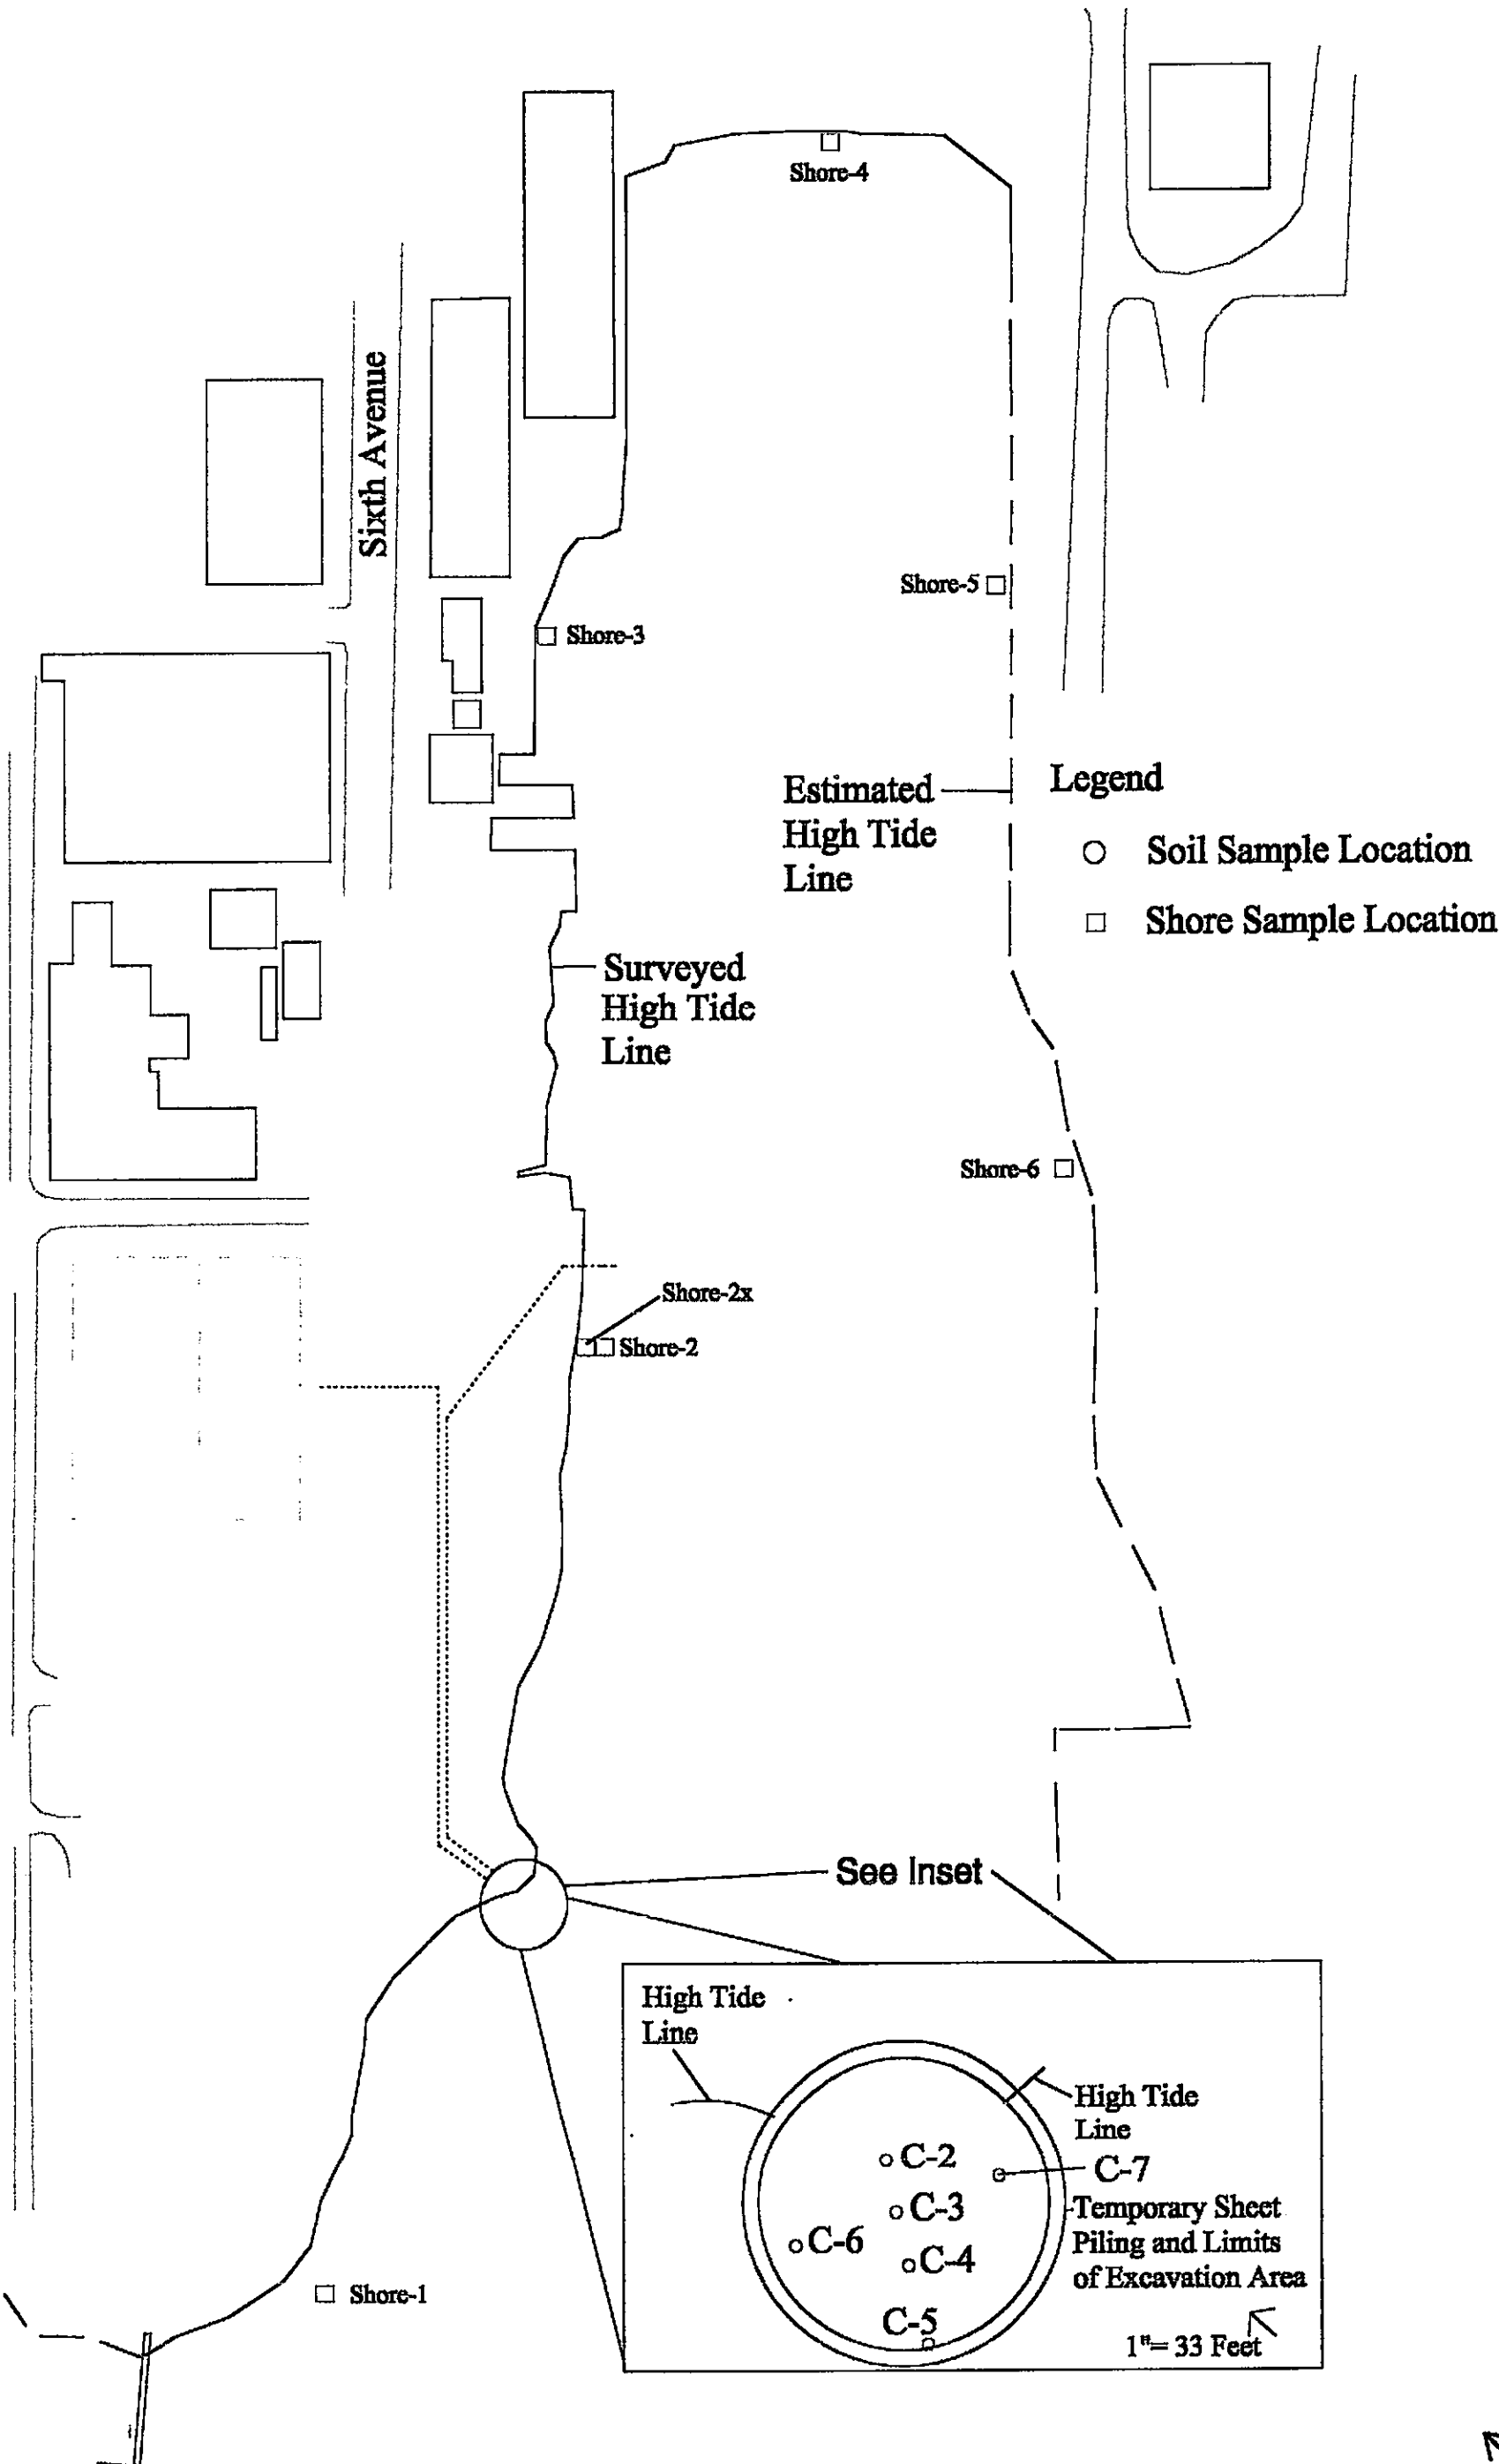 Shore-4
Sixth Avenue
Shore-5
Shore-3
Estimated
High Tide
Line
Legend
Soil Sample Location
Shore Sample Location
Surveyed
High Tide
Line
Shore-6
Shore-2x
Shore-2
See Inset
High Tide
Line
High Tide
Line
C-2
C-7
C-3
Temporary Sheet
Piling and Limits
of Excavation Area
C-6
C-4
C-5
1"= 33 Feet
Shore-1